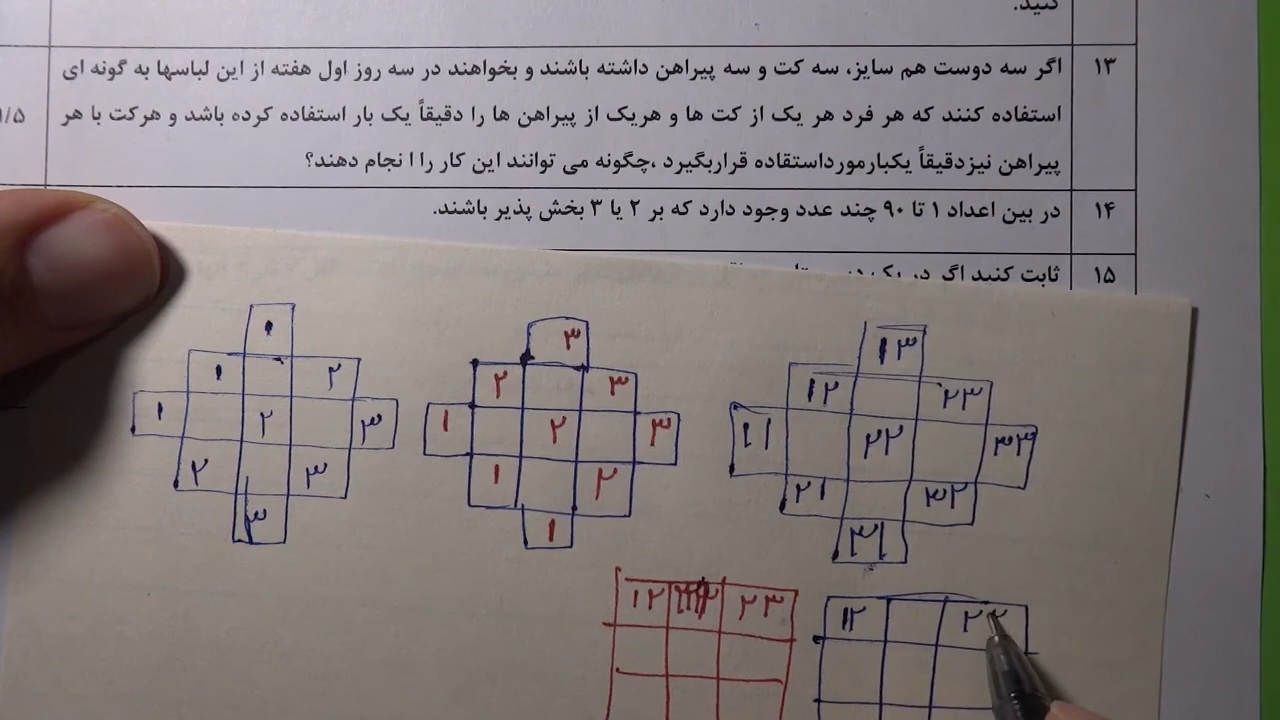 کنید.
۱۳ اگر سه دوست هم سایز، سه کت و سه پیراهن داشته باشند و بخواهند در سه روز اول هفته از این لباسها به گونه ای
استفاده کنند که هر فرد هر یک از کت ها و هریک از پیراهن ها را دقیقاً یک بار استفاده کرده باشد و هرکت با هر
پیراهن نیزدقیقاً یکبارمورداستقاده قراربگیرد ،چگونه می توانند این کار را ا نجام دهند؟
۱/۵
۱۴ در بین اعداد ۱ تا ۹۰ چند عدد وجود دارد که بر ۲ یا ۳ بخش پذیر باشند.
۱۵ ثابت کنید اگر در یک
۱ ۳ ۱۳
۱ ۲ ۲ ۳ ۱۲ ۲۳
۱ ۲ ۳ ۱ ۲ ۳ ۱۱ ۲۲ ۳۳
۲ ۳ ۱ ۲ ۲۱ ۳۲
۳ ۱ ۳۱
۱۲ ۲۳ ۱۲